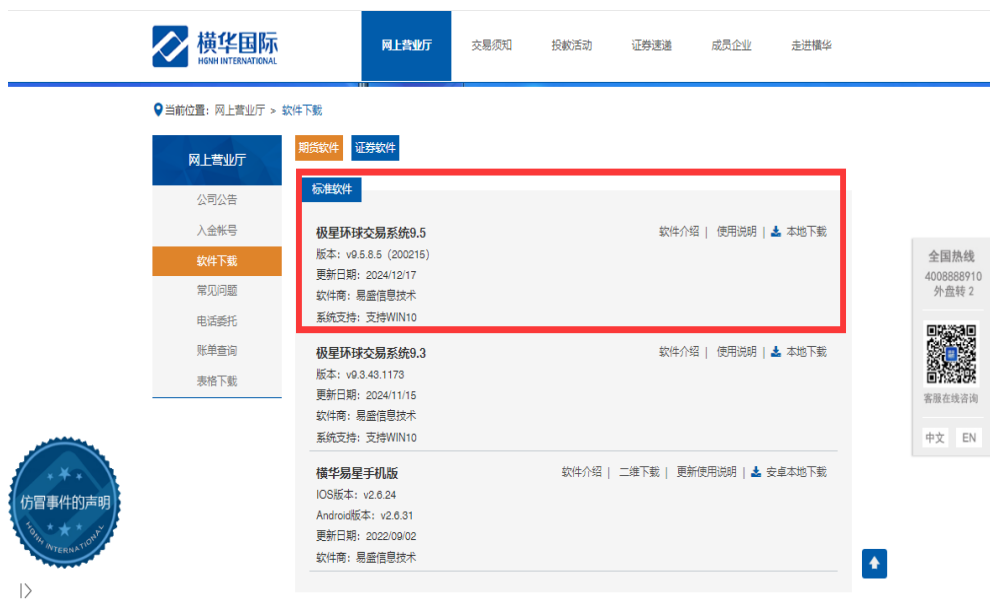 横华国际
HGNH INTERNATIONAL
网上营业厅
交易须知
投教活动
证券速递
成员企业
走进横华
当前位置：网上营业厅 > 软件下载
网上营业厅
公司公告
入金帐号
软件下载
常见问题
电话委托
账单查询
表格下载
期货软件
证券软件
标准软件
极星环球交易系统9.5
软件介绍 | 使用说明 | 本地下载
版本：v9.5.8.5（200215）
更新日期：2024/12/17
软件商：易盛信息技术
系统支持：支持WIN10
极星环球交易系统9.3
软件介绍 | 使用说明 | 本地下载
版本：v9.3.43.1173
更新日期：2024/11/15
软件商：易盛信息技术
系统支持：支持WIN10
横华易星手机版
软件介绍 | 二维下载 | 更新使用说明 | 安卓本地下载
IOS版本：v2.6.24
Android版本：v2.6.31
更新日期：2022/09/02
软件商：易盛信息技术
全国热线
4008888910
外盘转 2
客服在线咨询
中文
EN
仿冒事件的声明
HGNH INTERNATIONAL